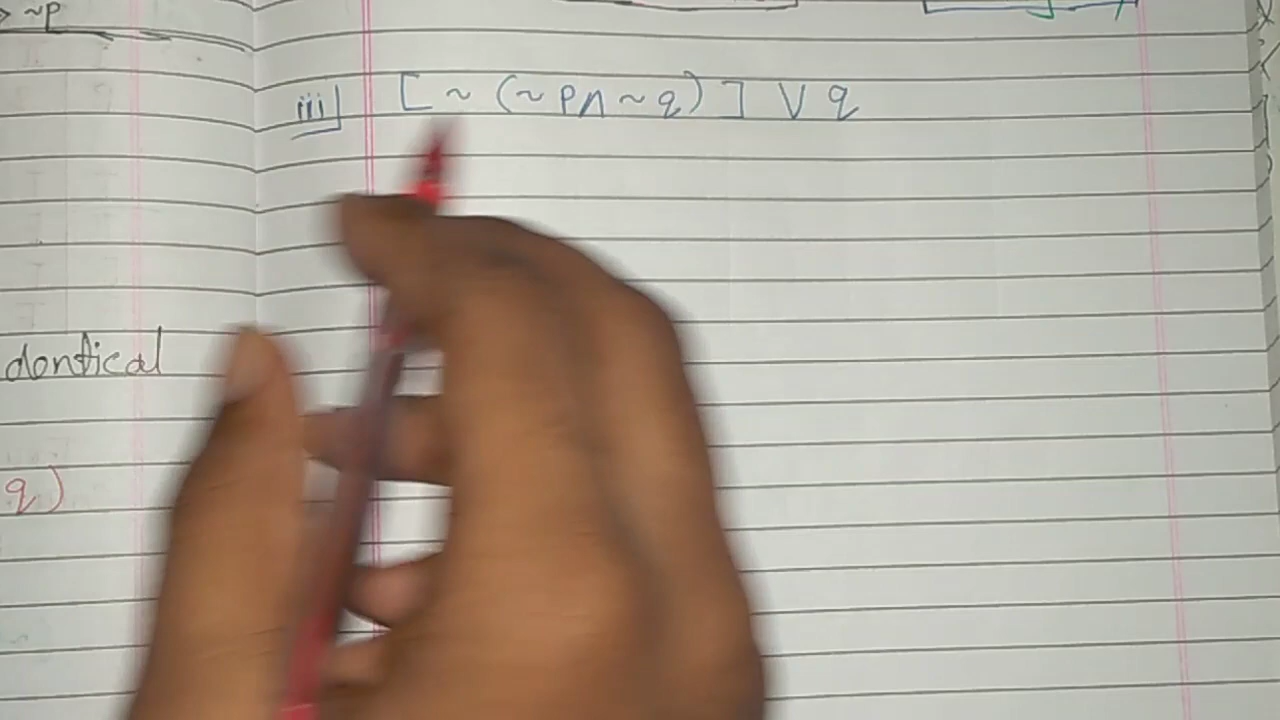 ~p
iii] [ ~ (~ p ∧ ~ q) ] ∨ q
dentical
q)